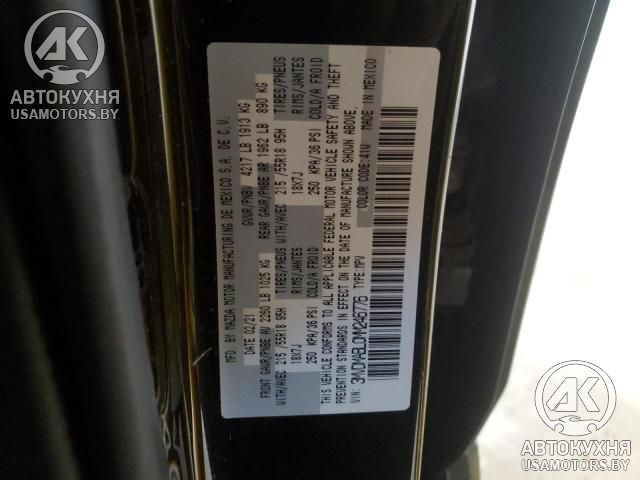 MFD. BY MAZDA MOTOR MANUFACTURING DE MEXICO S.A. DE C.V.
DATE 02/21 GVWR/PNBV 4217 LB 1913 KG
FRONT GAWR/PNBE AV 2260 LB 1025 KG REAR GAWR/PNBE AR 1962 LB 890 KG
WITH/AVEC 215/55R18 95H TIRES/PNEUS WITH/AVEC 215/55R18 95H TIRES/PNEUS
18X7J RIMS/JANTES 18X7J RIMS/JANTES
250 KPA/36 PSI COLD/A FROID 250 KPA/36 PSI COLD/A FROID
THIS VEHICLE CONFORMS TO ALL APPLICABLE FEDERAL MOTOR VEHICLE SAFETY AND THEFT
PREVENTION STANDARDS IN EFFECT ON THE DATE OF MANUFACTURE SHOWN ABOVE.
VIN: 3MVDMABL0MM246776 TYPE:MPV COLOR CODE:41W MADE IN MEXICO
АК
АВТОКУХНЯ
USAMOTORS.BY
АК
АВТОКУХНЯ
USAMOTORS.BY